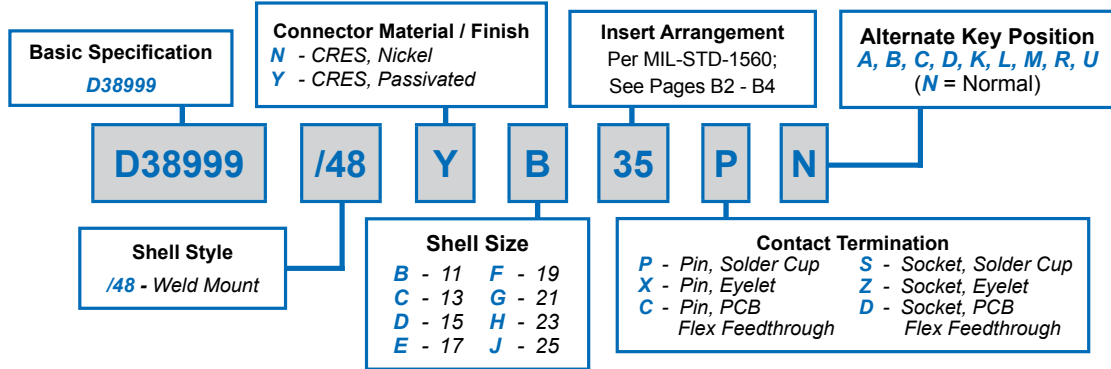 Basic Specification
D38999
Connector Material / Finish
N - CRES, Nickel
Y - CRES, Passivated
Insert Arrangement
Per MIL-STD-1560;
See Pages B2 - B4
Alternate Key Position
A, B, C, D, K, L, M, R, U
(N = Normal)
D38999 /48 Y B 35 P N
Shell Style
/48 - Weld Mount
Shell Size
B - 11 F - 19
C - 13 G - 21
D - 15 H - 23
E - 17 J - 25
Contact Termination
P - Pin, Solder Cup S - Socket, Solder Cup
X - Pin, Eyelet Z - Socket, Eyelet
C - Pin, PCB D - Socket, PCB
Flex Feedthrough Flex Feedthrough